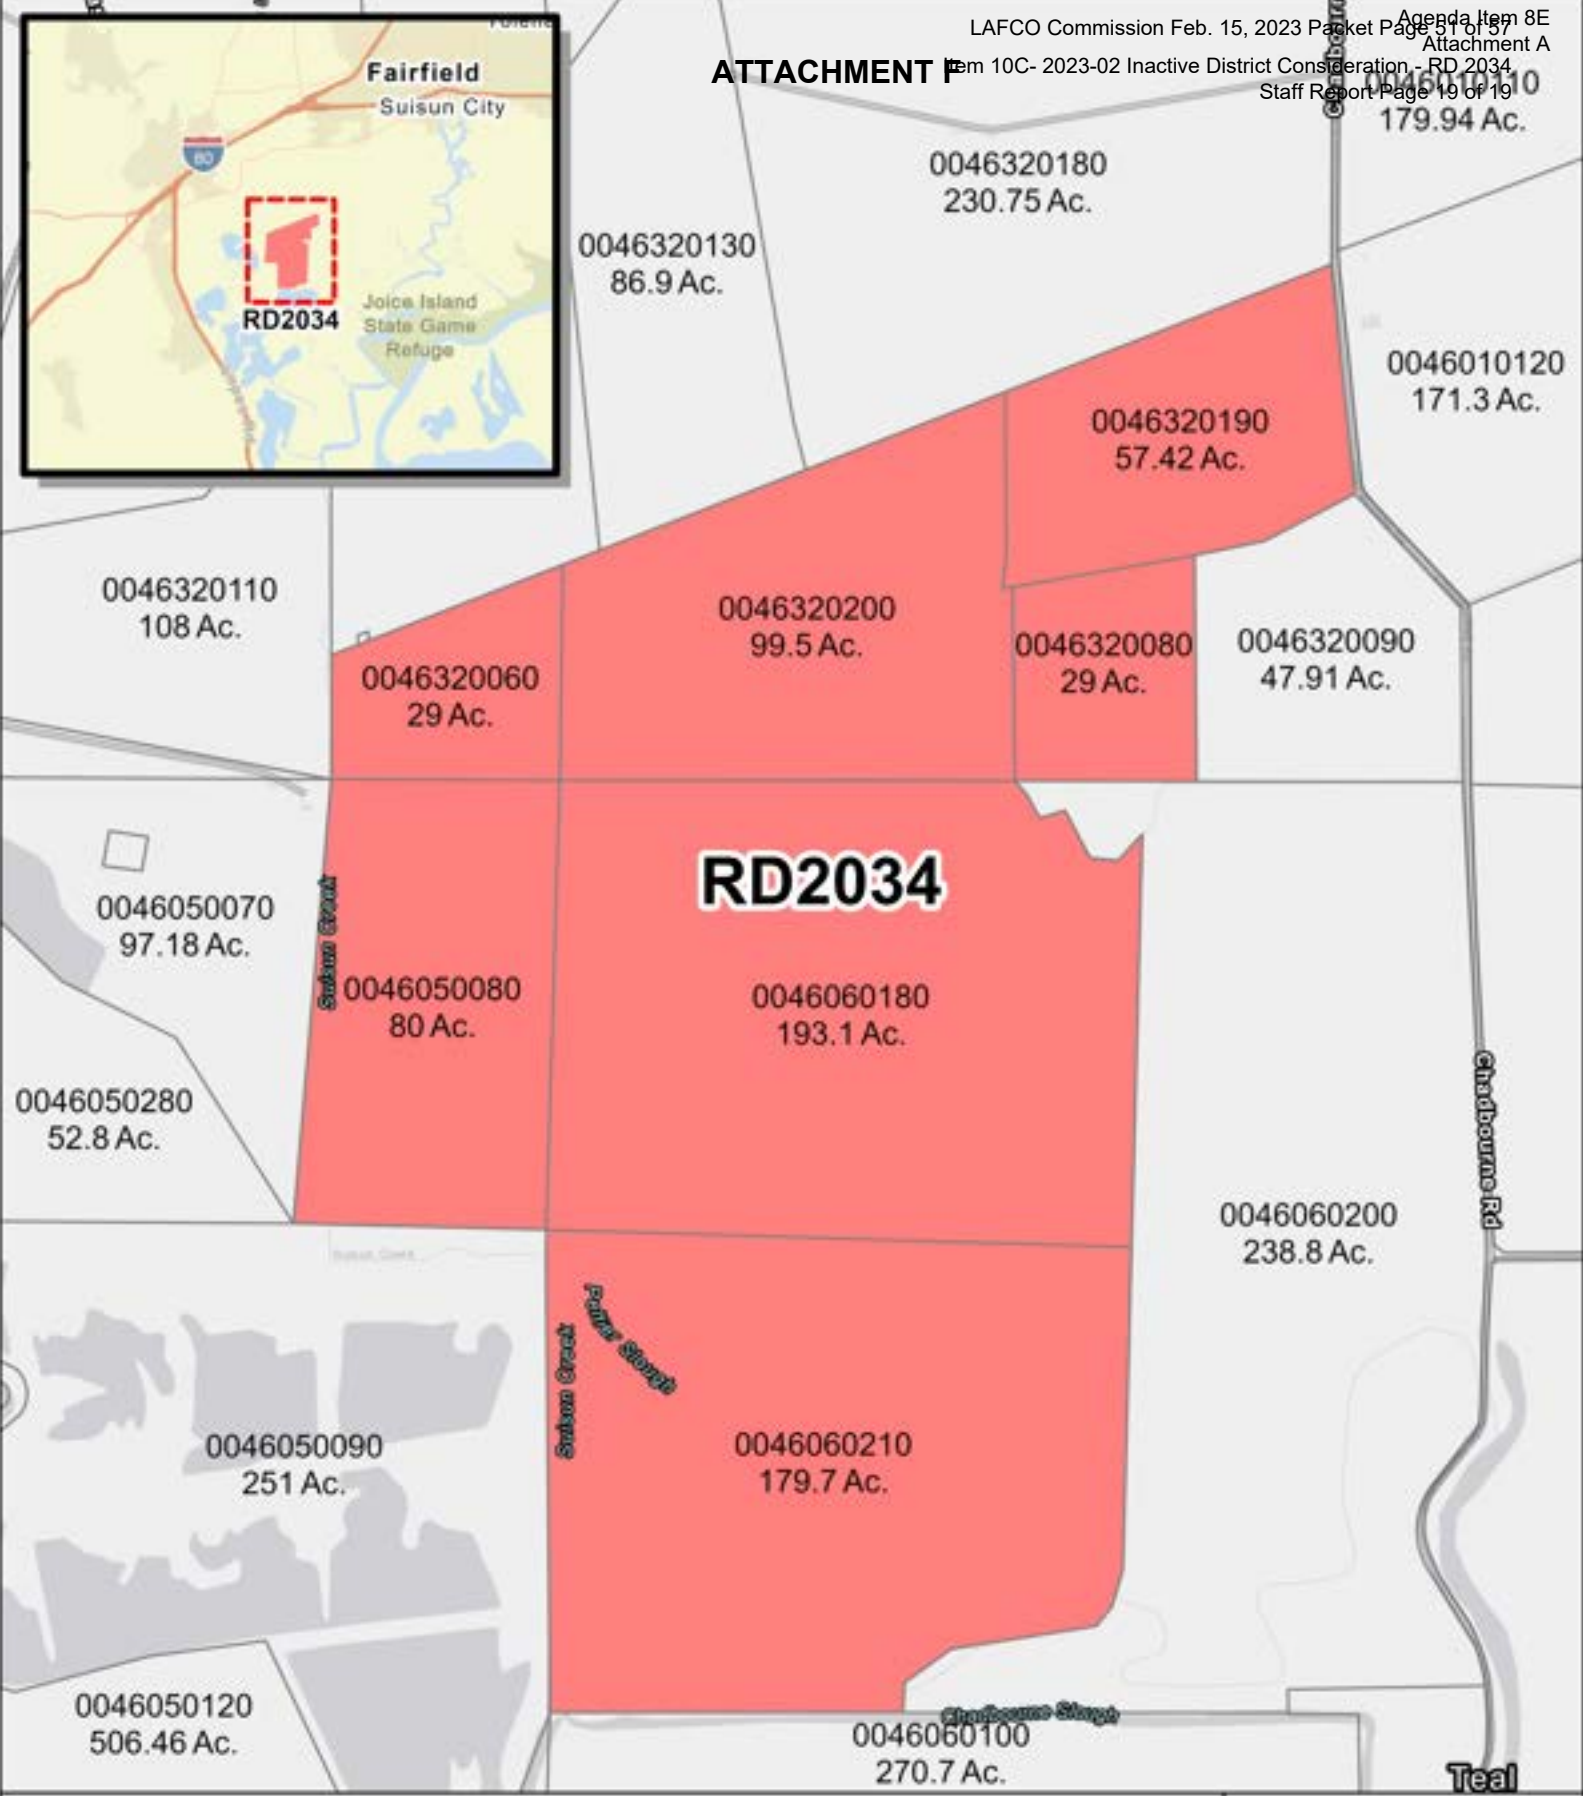 Agenda Item 8E
LAFCO Commission Feb. 15, 2023 Packet Page 51 of 57
Attachment A
ATTACHMENT F
Item 10C- 2023-02 Inactive District Consideration - RD 2034
Staff Report Page 19 of 19
0046010110
179.94 Ac.
Fairfield
Suisun City
80
RD2034
Joice Island
State Game
Refuge
0046320180
230.75 Ac.
0046320130
86.9 Ac.
0046010120
171.3 Ac.
0046320190
57.42 Ac.
0046320110
108 Ac.
0046320200
99.5 Ac.
0046320060
29 Ac.
0046320080
29 Ac.
0046320090
47.91 Ac.
RD2034
0046050070
97.18 Ac.
Suisun Creek
0046050080
80 Ac.
0046060180
193.1 Ac.
0046050280
52.8 Ac.
Chadbourne Rd
0046060200
238.8 Ac.
Suisun Creek
Suisun Creek
Slough
0046060210
179.7 Ac.
0046050090
251 Ac.
0046050120
506.46 Ac.
Chadbourne Slough
0046060100
270.7 Ac.
Teal